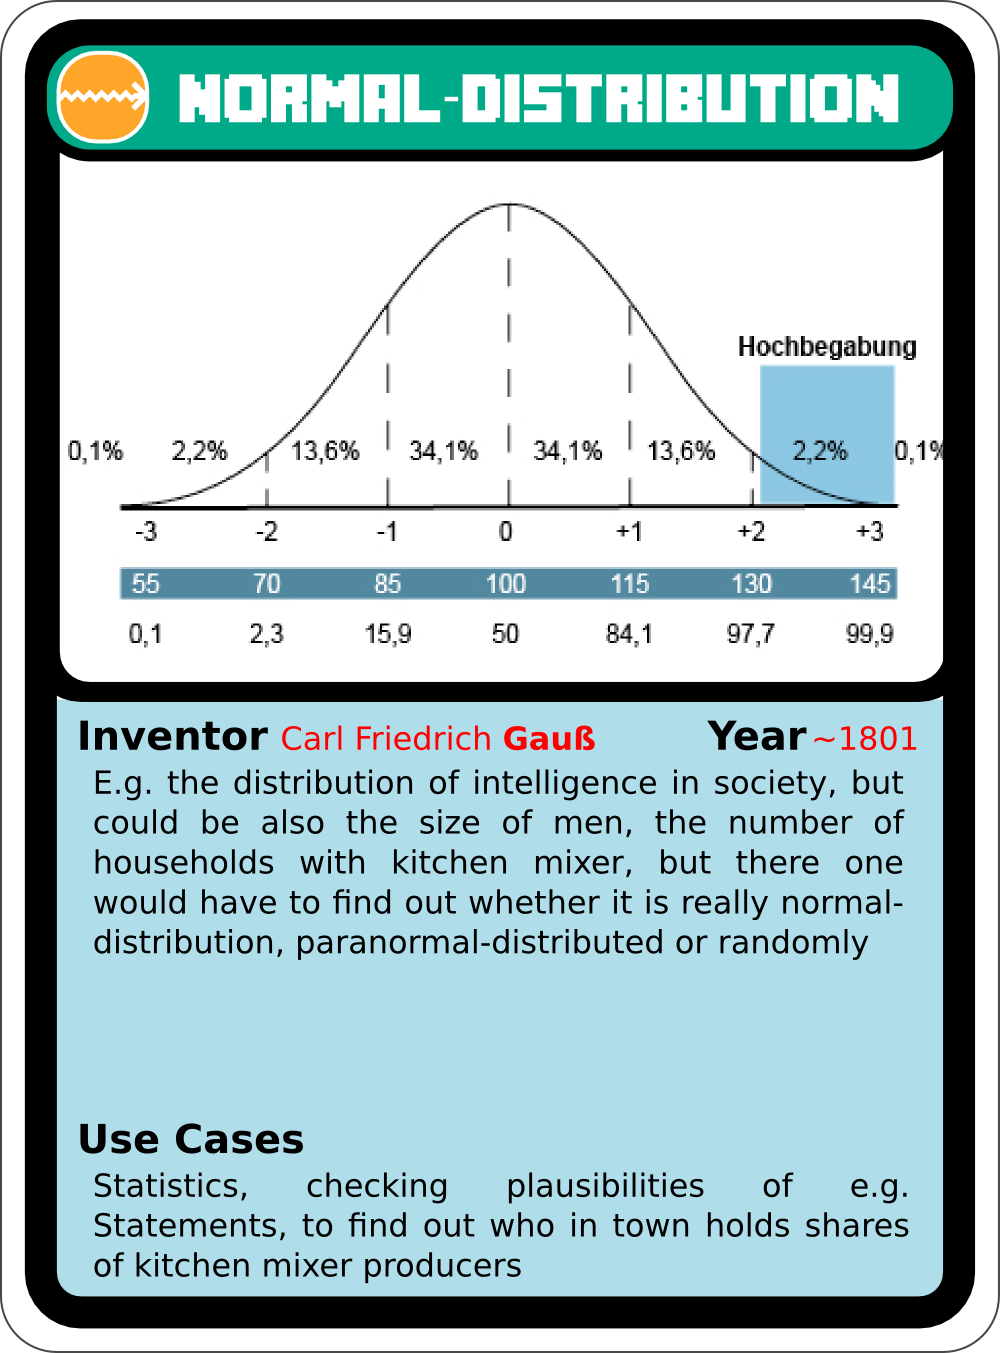 NORMAL-DISTRIBUTION
Hochbegabung
0,1% 2,2% 13,6% 34,1% 34,1% 13,6% 2,2% 0,1%
-3 -2 -1 0 +1 +2 +3
55 70 85 100 115 130 145
0,1 2,3 15,9 50 84,1 97,7 99,9
Inventor Carl Friedrich Gauß Year ~1801
E.g. the distribution of intelligence in society, but
could be also the size of men, the number of
households with kitchen mixer, but there one
would have to find out whether it is really normal-
distribution, paranormal-distributed or randomly
Use Cases
Statistics, checking plausibilities of e.g.
Statements, to find out who in town holds shares
of kitchen mixer producers